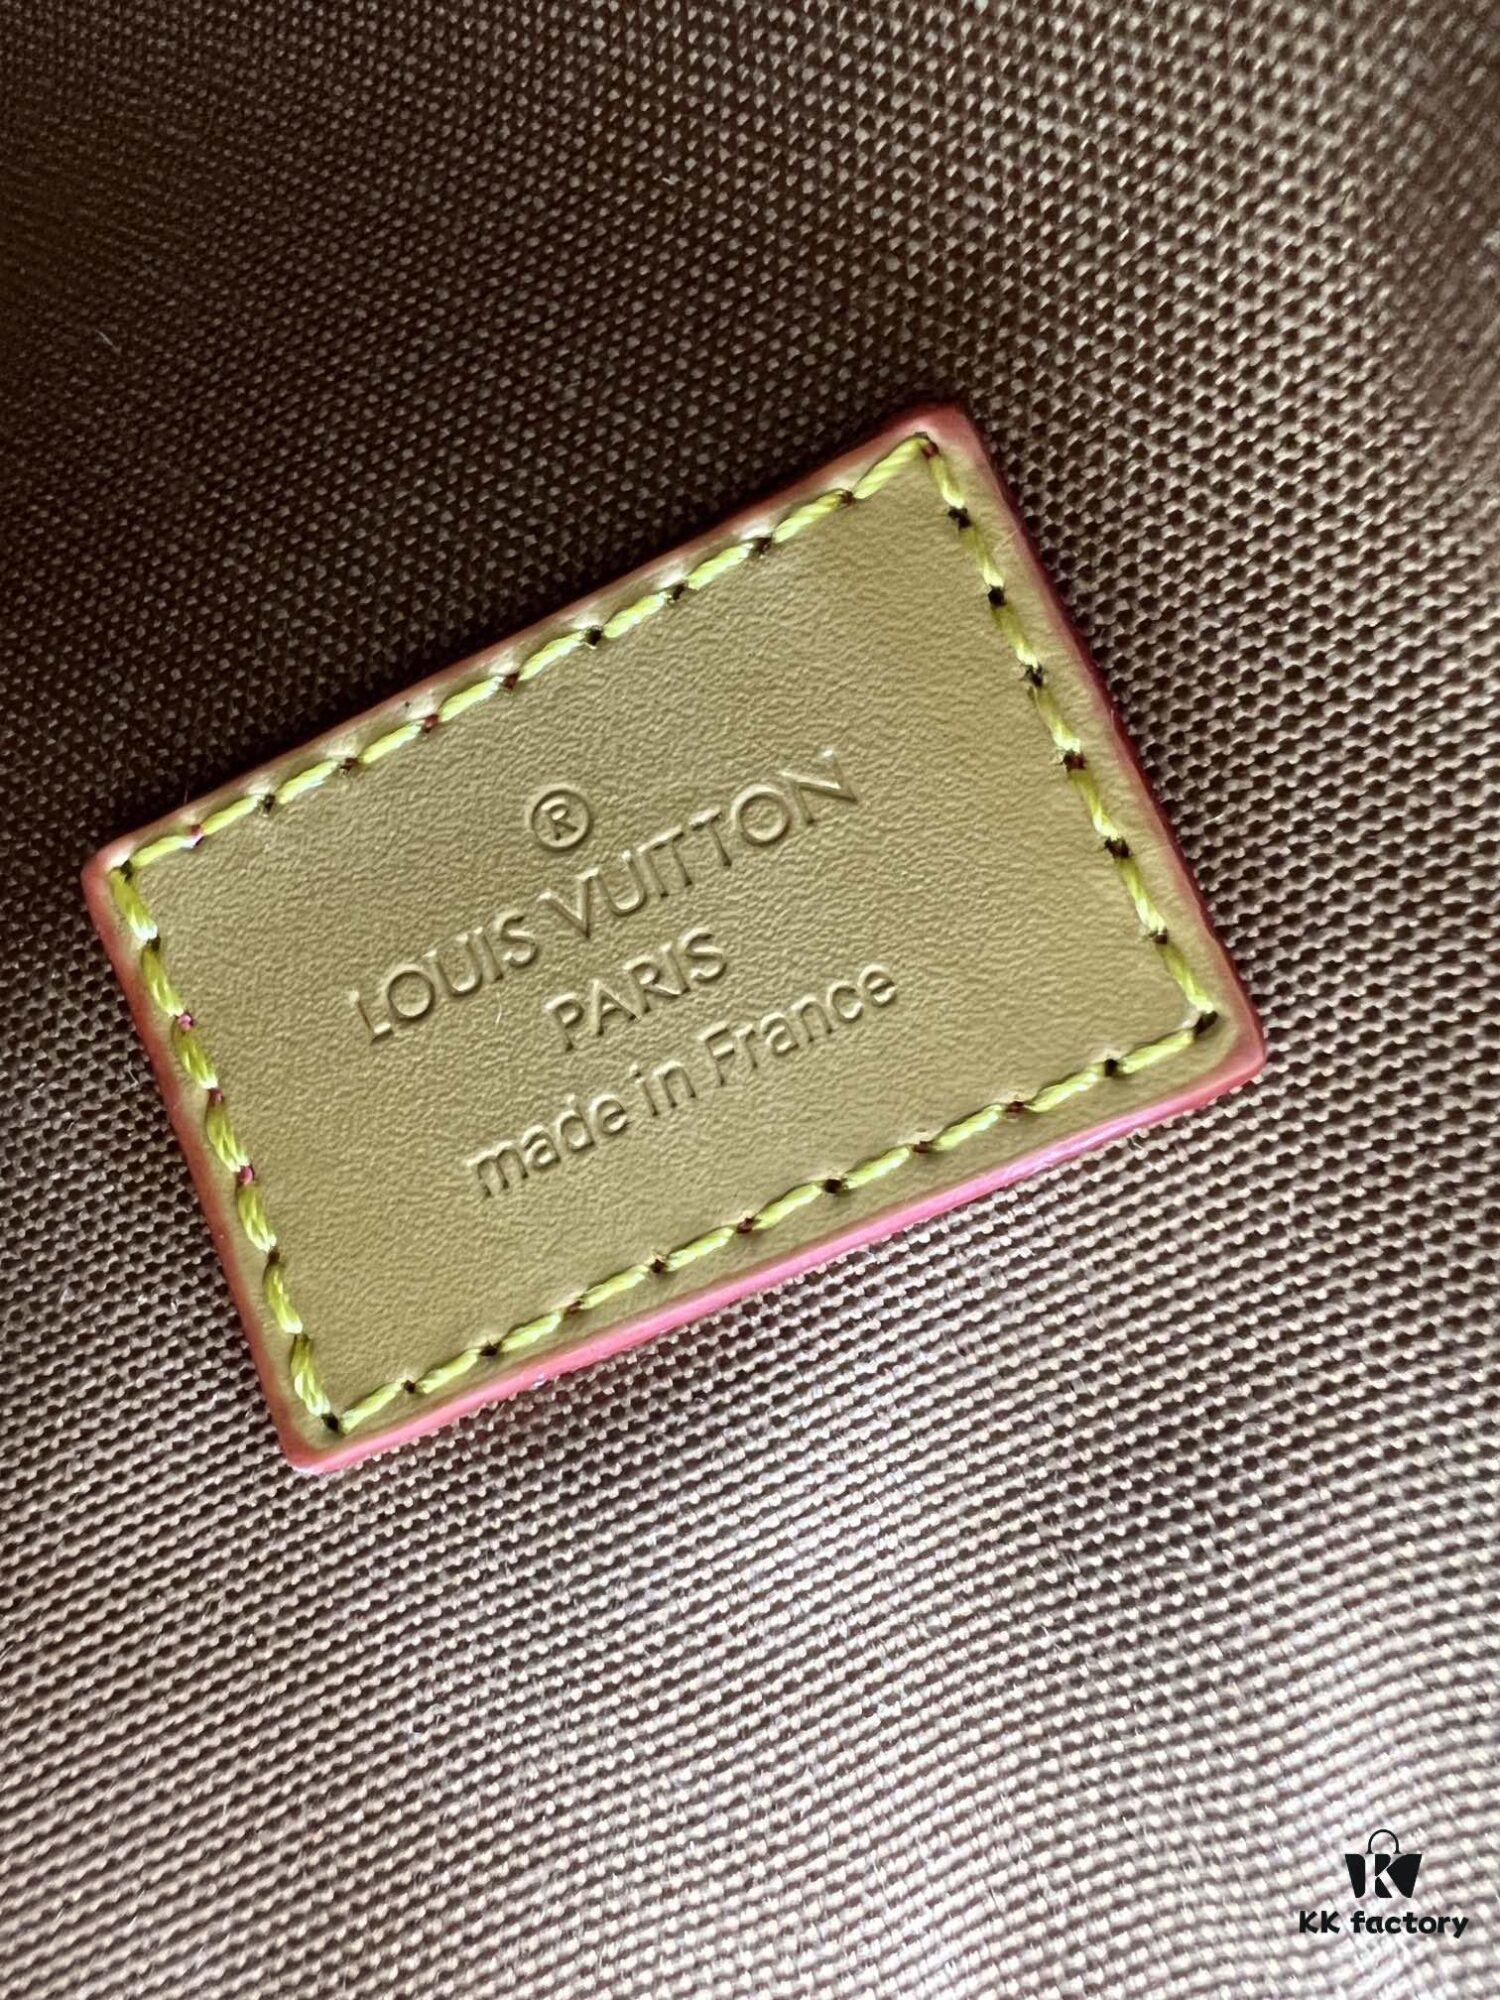 ®
LOUIS VUITTON
PARIS
made in France
KK factory